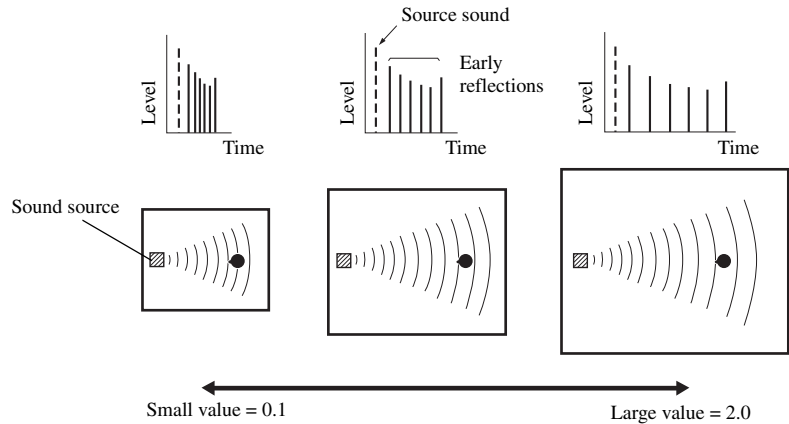 Source sound
Level
Time
Level
Early
reflections
Time
Level
Time
Sound source
Small value = 0.1
Large value = 2.0